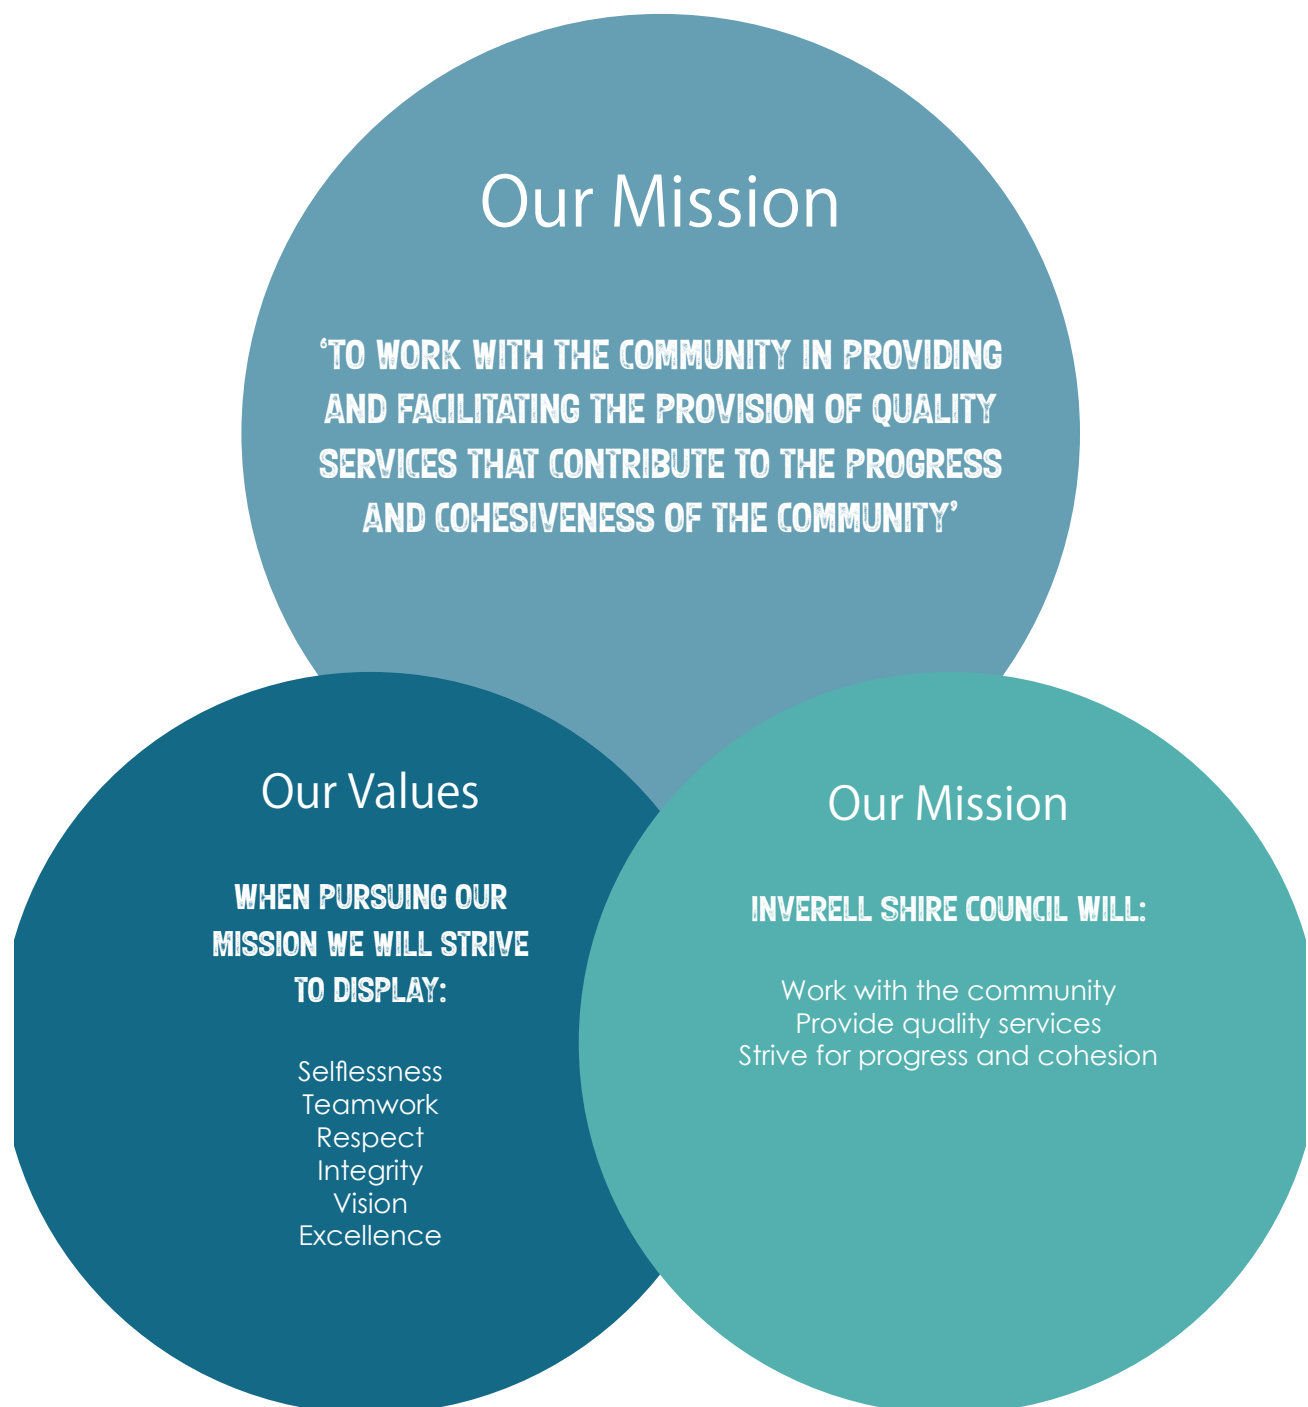 Our Mission
‘TO WORK WITH THE COMMUNITY IN PROVIDING
AND FACILITATING THE PROVISION OF QUALITY
SERVICES THAT CONTRIBUTE TO THE PROGRESS
AND COHESIVENESS OF THE COMMUNITY’
Our Values
WHEN PURSUING OUR
MISSION WE WILL STRIVE
TO DISPLAY:
Selflessness
Teamwork
Respect
Integrity
Vision
Excellence
Our Mission
INVERELL SHIRE COUNCIL WILL:
Work with the community
Provide quality services
Strive for progress and cohesion